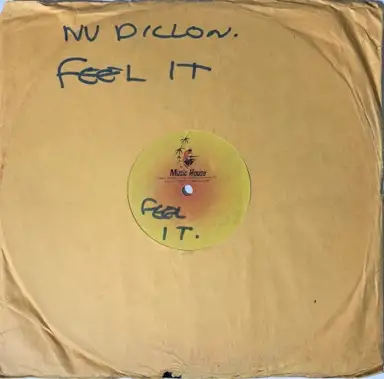 NU DILLON.
FEEL IT
Music House
FEEL
IT.